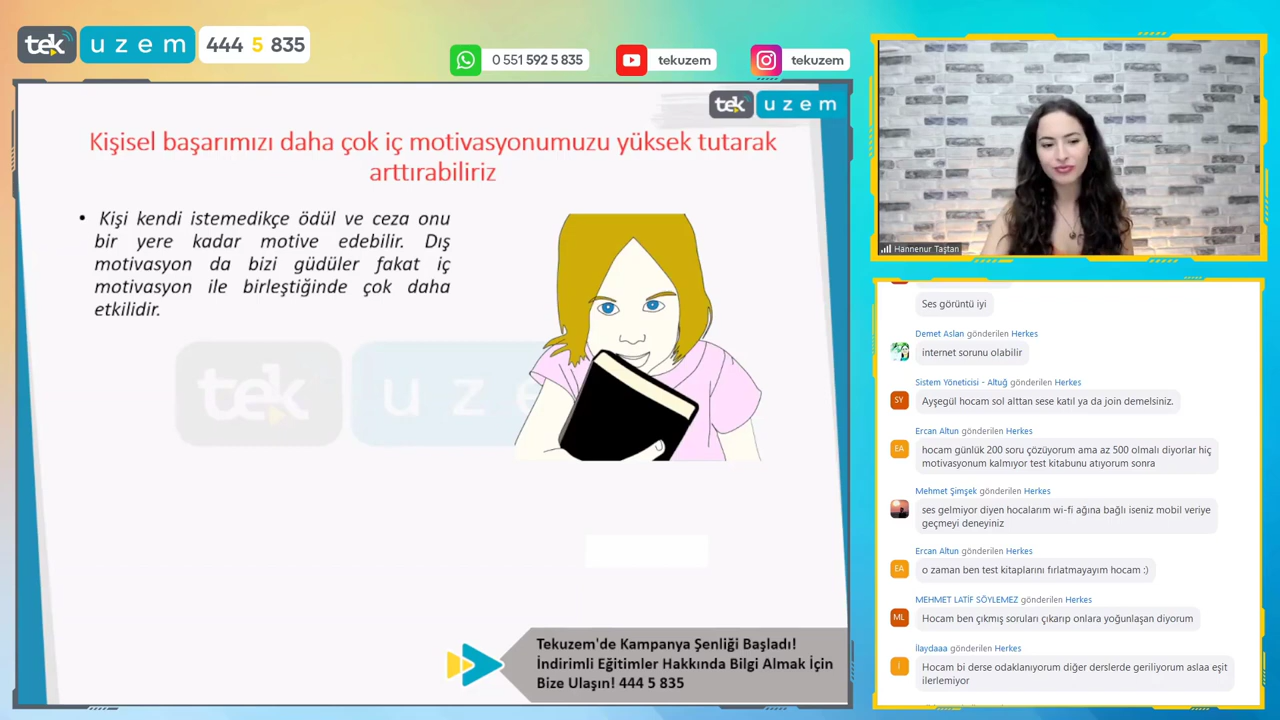 tek uzem 444 5 835
0 551 592 5 835
tekuzem
tekuzem
tek uzem
Kişisel başarımızı daha çok iç motivasyonumuzu yüksek tutarak
arttırabiliriz
• Kişi kendi istemedikçe ödül ve ceza onu
bir yere kadar motive edebilir. Dış
motivasyon da bizi güdüler fakat iç
motivasyon ile birleştiğinde çok daha
etkilidir.
tek uze
Tekuzem'de Kampanya Şenliği Başladı!
İndirimli Eğitimler Hakkında Bilgi Almak İçin
Bize Ulaşın! 444 5 835
Hannenur Taştan
Ses görüntü iyi
Demet Aslan gönderilen Herkes
internet sorunu olabilir
Sistem Yöneticisi - Altuğ gönderilen Herkes
SY
Ayşegül hocam sol alttan sese katıl ya da join demelsiniz.
Ercan Altun gönderilen Herkes
EA
hocam günlük 200 soru çözüyorum ama az 500 olmalı diyorlar hiç
motivasyonum kalmıyor test kitabunu atıyorum sonra
Mehmet Şimşek gönderilen Herkes
ses gelmiyor diyen hocalarım wi-fi ağına bağlı iseniz mobil veriye
geçmeyi deneyiniz
Ercan Altun gönderilen Herkes
EA
o zaman ben test kitaplarını fırlatmayayım hocam :)
MEHMET LATİF SÖYLEMEZ gönderilen Herkes
ML
Hocam ben çıkmış soruları çıkarıp onlara yoğunlaşan diyorum
İlaydaaa gönderilen Herkes
I
Hocam bi derse odaklanıyorum diğer derslerde geriliyorum aslaa eşit
ilerlemiyor